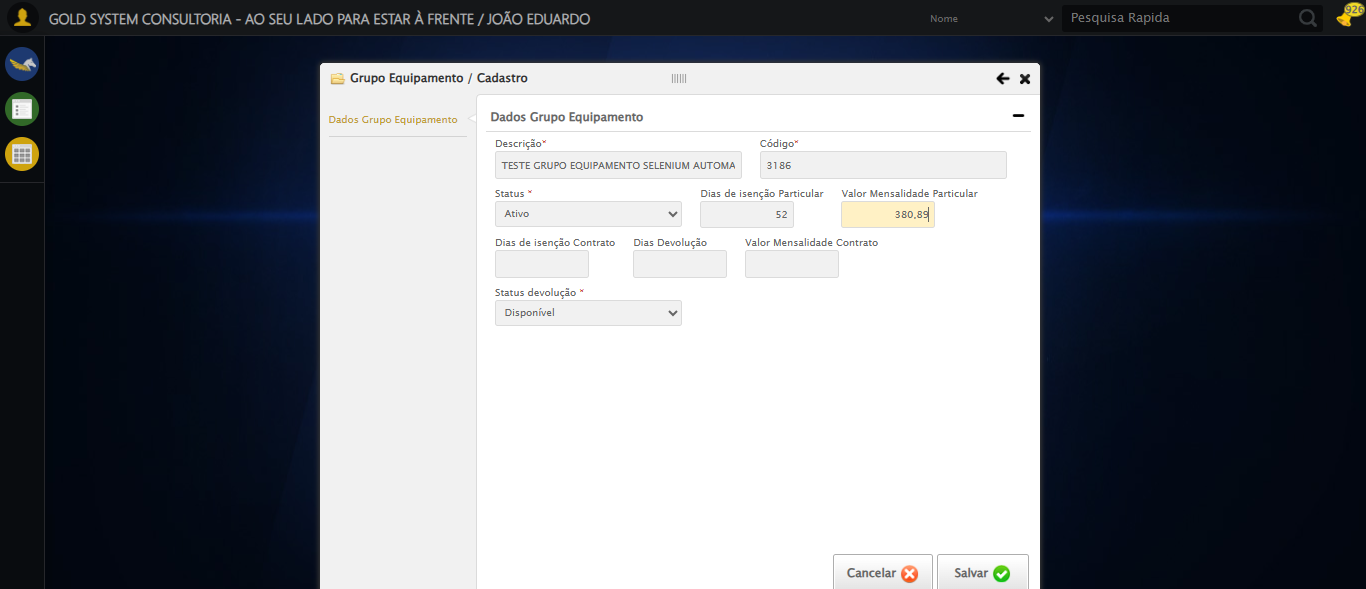 GOLD SYSTEM CONSULTORIA - AO SEU LADO PARA ESTAR À FRENTE / JOÃO EDUARDO
Nome
Pesquisa Rapida
926
Grupo Equipamento / Cadastro
Dados Grupo Equipamento
Dados Grupo Equipamento
Descrição*
Código*
TESTE GRUPO EQUIPAMENTO SELENIUM AUTOMA
3186
Status *
Dias de isenção Particular
Valor Mensalidade Particular
Ativo
52
380,89
Dias de isenção Contrato
Dias Devolução
Valor Mensalidade Contrato
Status devolução *
Disponível
Cancelar
Salvar